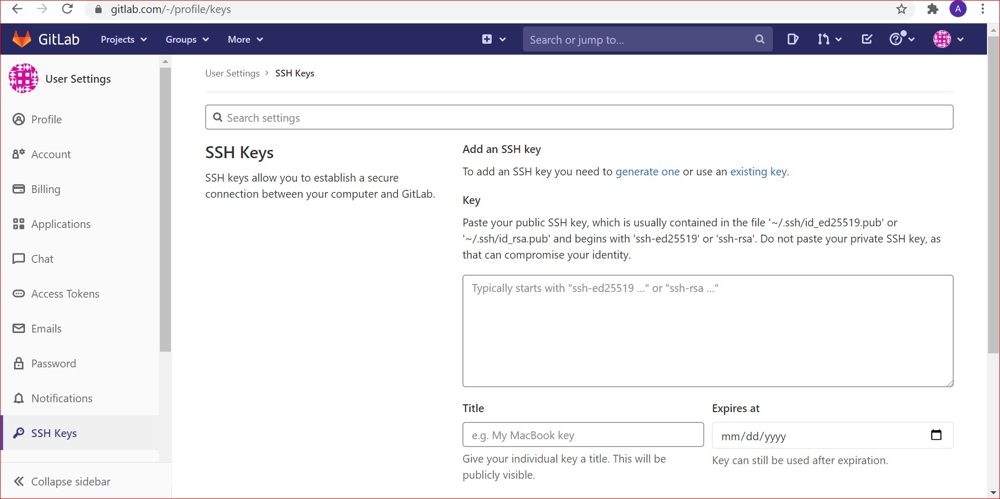 gitlab.com/-/profile/keys
A
GitLab Projects Groups More Search or jump to...
User Settings
Profile
Account
Billing
Applications
Chat
Access Tokens
Emails
Password
Notifications
SSH Keys
Collapse sidebar
User Settings > SSH Keys
Search settings
SSH Keys
SSH keys allow you to establish a secure
connection between your computer and GitLab.
Add an SSH key
To add an SSH key you need to generate one or use an existing key.
Key
Paste your public SSH key, which is usually contained in the file '~/.ssh/id_ed25519.pub' or
'~/.ssh/id_rsa.pub' and begins with 'ssh-ed25519' or 'ssh-rsa'. Do not paste your private SSH key, as
that can compromise your identity.
Typically starts with "ssh-ed25519 ..." or "ssh-rsa ..."
Title
e.g. My MacBook key
Give your individual key a title. This will be
publicly visible.
Expires at
mm/dd/yyyy
Key can still be used after expiration.